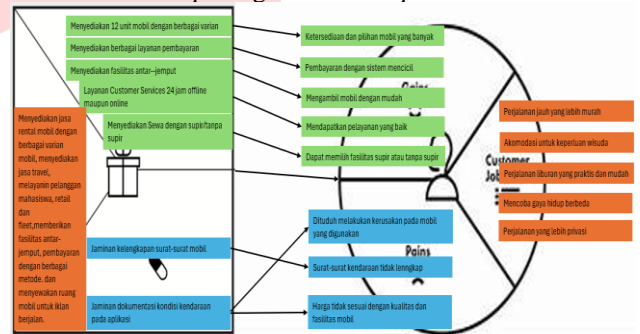 Menyediakan 12 unit mobil dengan berbagai varian
Menyediakan berbagai layanan pembayaran
Menyediakan fasilitas antar–jemput
Layanan Customer Services 24 jam offline
maupun online
Menyediakan Sewa dengan supir/tanpa
supir
Menyediakan jasa
rental mobil dengan
berbagai varian
mobil, menyediakan
jasa travel,
melayanin pelanggan
mahasiswa, retail
dan
fleet,memberikan
fasilitas antar-
jemput, pembayaran
dengan berbagai
metode. dan
menyewakan ruang
mobil untuk iklan
berjalan.
Jaminan kelengkapan surat-surat mobil
Jaminan dokumentasi kondisi kendaraan
pada aplikasi
Ketersediaan dan pilihan mobil yang banyak
Pembayaran dengan sistem mencicil
Gains
Mengambil mobil dengan mudah
Mendapatkan pelayanan yang baik
Dapat memilih fasilitas supir atau tanpa supir
Dituduh melakukan kerusakan pada mobil
yang digunakan
Pains
Surat-surat kendaraan tidak lenngkap
Harga tidak sesuai dengan kualitas dan
fasilitas mobil
Customer
Perjalanan jauh yang lebih murah
Akomodasi untuk keperluan wisuda
Perjalanan liburan yang praktis dan mudah
Mencoba gaya hidup berbeda
Perjalanan yang lebih privasi